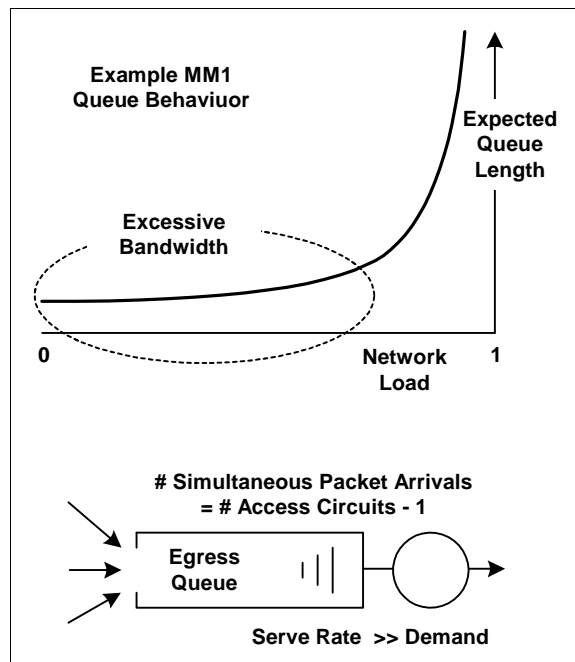 Example MM1
Queue Behaviuor
Expected
Queue
Length
Excessive
Bandwidth
0
Network
Load
1
# Simultaneous Packet Arrivals
= # Access Circuits - 1
Egress
Queue
Serve Rate >> Demand